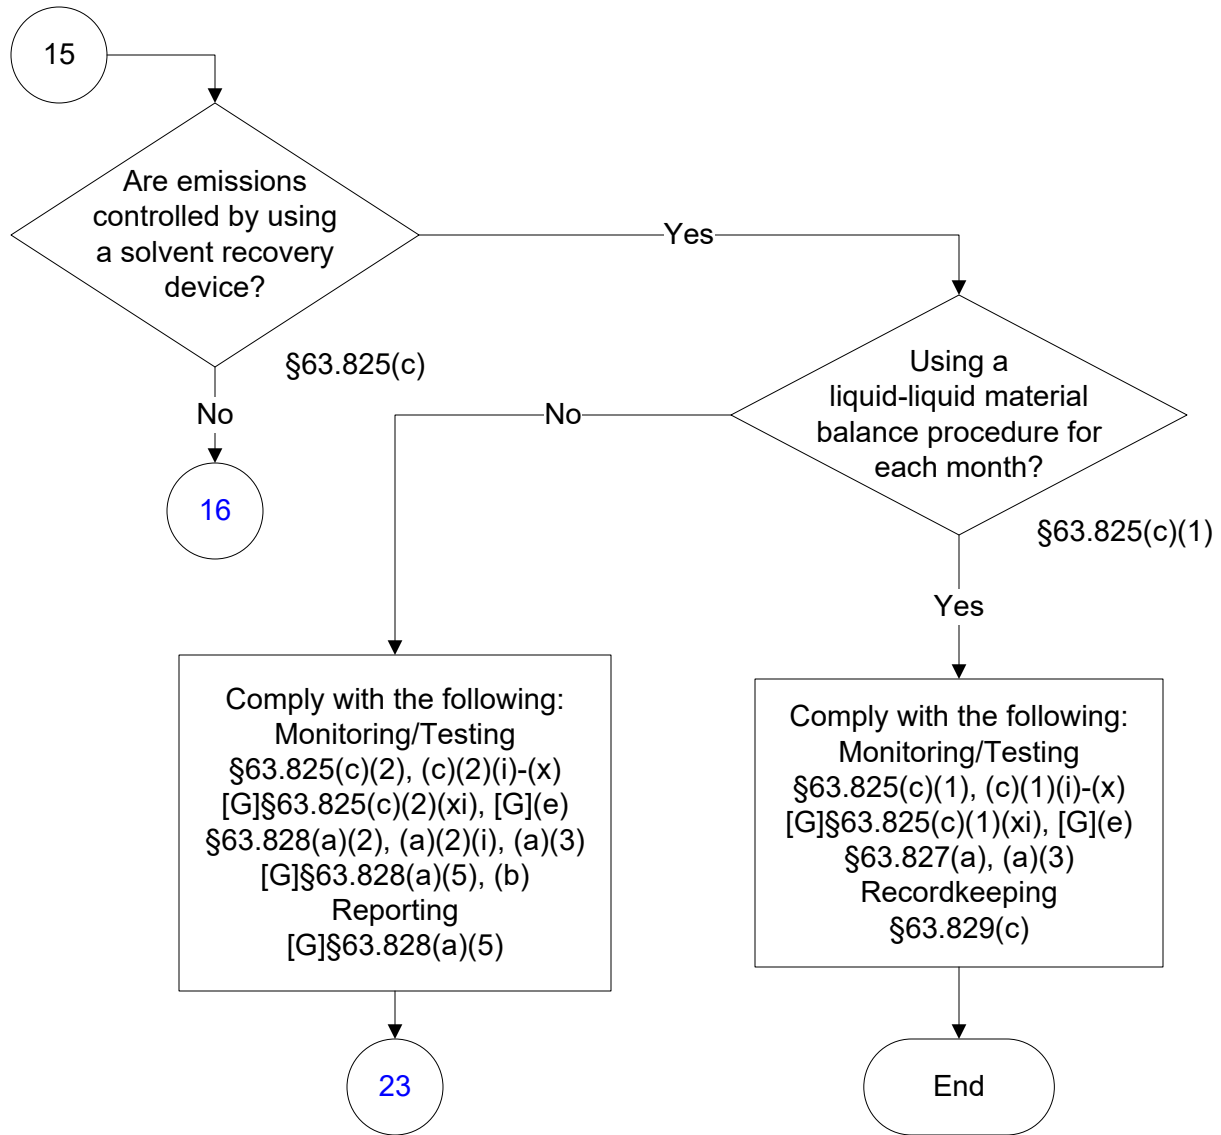 15
Are emissions
controlled by using
a solvent recovery
device?
Yes
§63.825(c)
No
16
Using a
liquid-liquid material
balance procedure for
each month?
§63.825(c)(1)
No
Yes
Comply with the following:
Monitoring/Testing
§63.825(c)(2), (c)(2)(i)-(x)
[G]§63.825(c)(2)(xi), [G](e)
§63.828(a)(2), (a)(2)(i), (a)(3)
[G]§63.828(a)(5), (b)
Reporting
[G]§63.828(a)(5)
23
Comply with the following:
Monitoring/Testing
§63.825(c)(1), (c)(1)(i)-(x)
[G]§63.825(c)(1)(xi), [G](e)
§63.827(a), (a)(3)
Recordkeeping
§63.829(c)
End